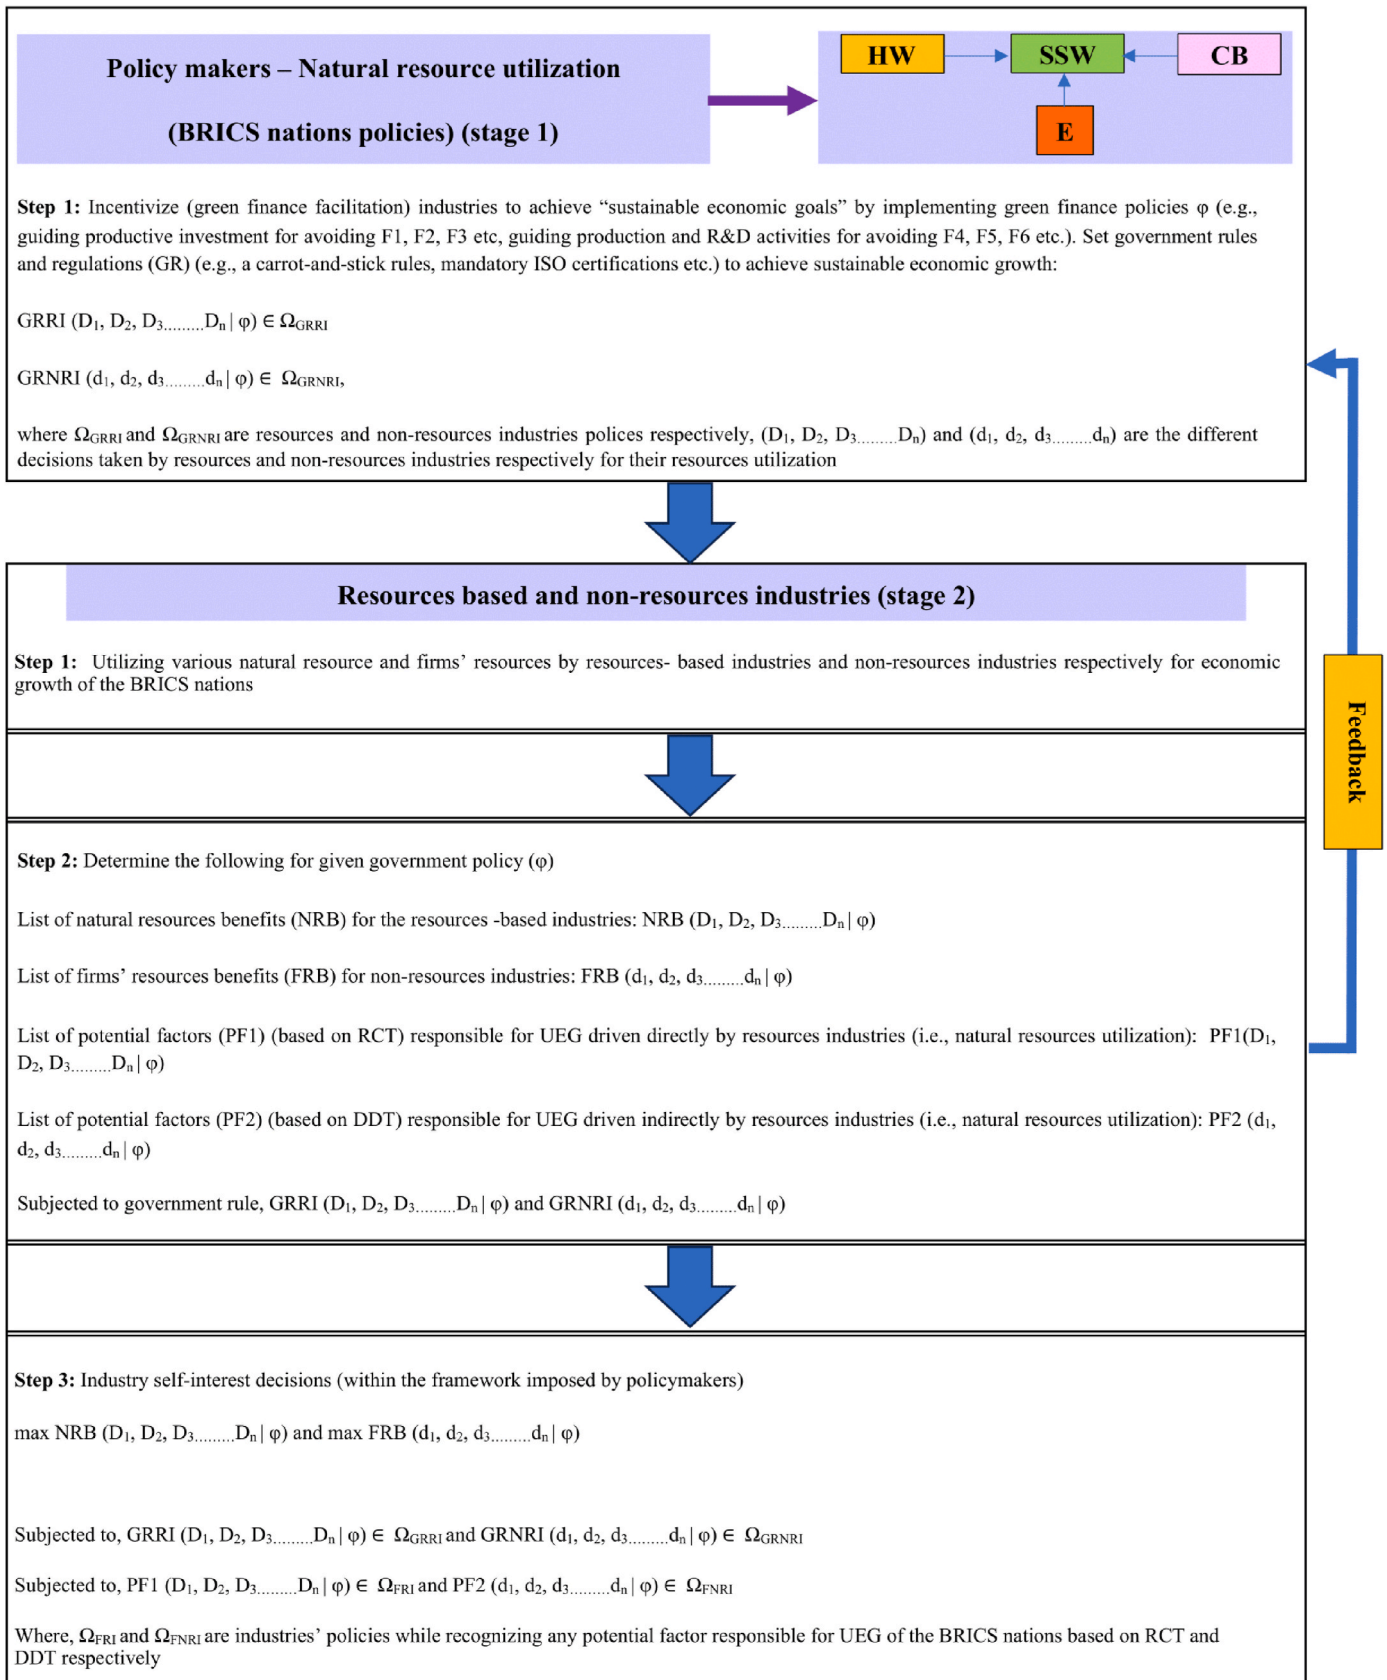 Policy makers – Natural resource utilization
(BRICS nations policies) (stage 1)
HW
SSW
CB
E
Step 1: Incentivize (green finance facilitation) industries to achieve “sustainable economic goals” by implementing green finance policies φ (e.g.,
guiding productive investment for avoiding F1, F2, F3 etc, guiding production and R&D activities for avoiding F4, F5, F6 etc.). Set government rules
and regulations (GR) (e.g., a carrot-and-stick rules, mandatory ISO certifications etc.) to achieve sustainable economic growth:
GRRI (D₁, D₂, D₃.........Dₙ | φ) ∈ Ω_GRRI
GRNRI (d₁, d₂, d₃.........dₙ | φ) ∈ Ω_GRNRI,
where Ω_GRRI and Ω_GRNRI are resources and non-resources industries polices respectively, (D₁, D₂, D₃.........Dₙ) and (d₁, d₂, d₃.........dₙ) are the different
decisions taken by resources and non-resources industries respectively for their resources utilization
Resources based and non-resources industries (stage 2)
Step 1: Utilizing various natural resource and firms’ resources by resources- based industries and non-resources industries respectively for economic
growth of the BRICS nations
Feedback
Step 2: Determine the following for given government policy (φ)
List of natural resources benefits (NRB) for the resources -based industries: NRB (D₁, D₂, D₃.........Dₙ | φ)
List of firms’ resources benefits (FRB) for non-resources industries: FRB (d₁, d₂, d₃.........dₙ | φ)
List of potential factors (PF1) (based on RCT) responsible for UEG driven directly by resources industries (i.e., natural resources utilization): PF1(D₁,
D₂, D₃.........Dₙ | φ)
List of potential factors (PF2) (based on DDT) responsible for UEG driven indirectly by resources industries (i.e., natural resources utilization): PF2 (d₁,
d₂, d₃.........dₙ | φ)
Subjected to government rule, GRRI (D₁, D₂, D₃.........Dₙ | φ) and GRNRI (d₁, d₂, d₃.........dₙ | φ)
Step 3: Industry self-interest decisions (within the framework imposed by policymakers)
max NRB (D₁, D₂, D₃.........Dₙ | φ) and max FRB (d₁, d₂, d₃.........dₙ | φ)
Subjected to, GRRI (D₁, D₂, D₃.........Dₙ | φ) ∈ Ω_GRRI and GRNRI (d₁, d₂, d₃.........dₙ | φ) ∈ Ω_GRNRI
Subjected to, PF1 (D₁, D₂, D₃.........Dₙ | φ) ∈ Ω_FRI and PF2 (d₁, d₂, d₃.........dₙ | φ) ∈ Ω_FNRI
Where, Ω_FRI and Ω_FNRI are industries’ policies while recognizing any potential factor responsible for UEG of the BRICS nations based on RCT and
DDT respectively